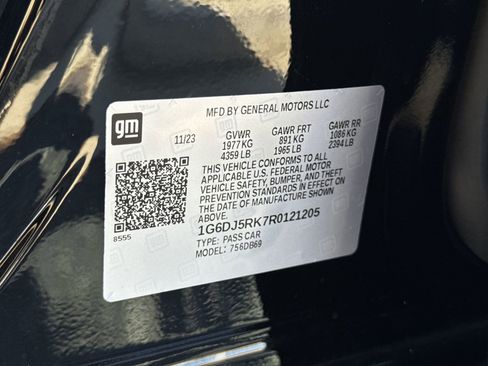 MFD BY GENERAL MOTORS LLC
gm
11/23 GVWR GAWR FRT GAWR RR
1977 KG 891 KG 1086 KG
4359 LB 1965 LB 2394 LB
THIS VEHICLE CONFORMS TO ALL
APPLICABLE U.S. FEDERAL MOTOR
VEHICLE SAFETY, BUMPER, AND THEFT
PREVENTION STANDARDS IN EFFECT ON
THE DATE OF MANUFACTURE SHOWN
ABOVE.
1G6DJ5RK7R0121205
8555
TYPE: PASS CAR
MODEL: 756DB69